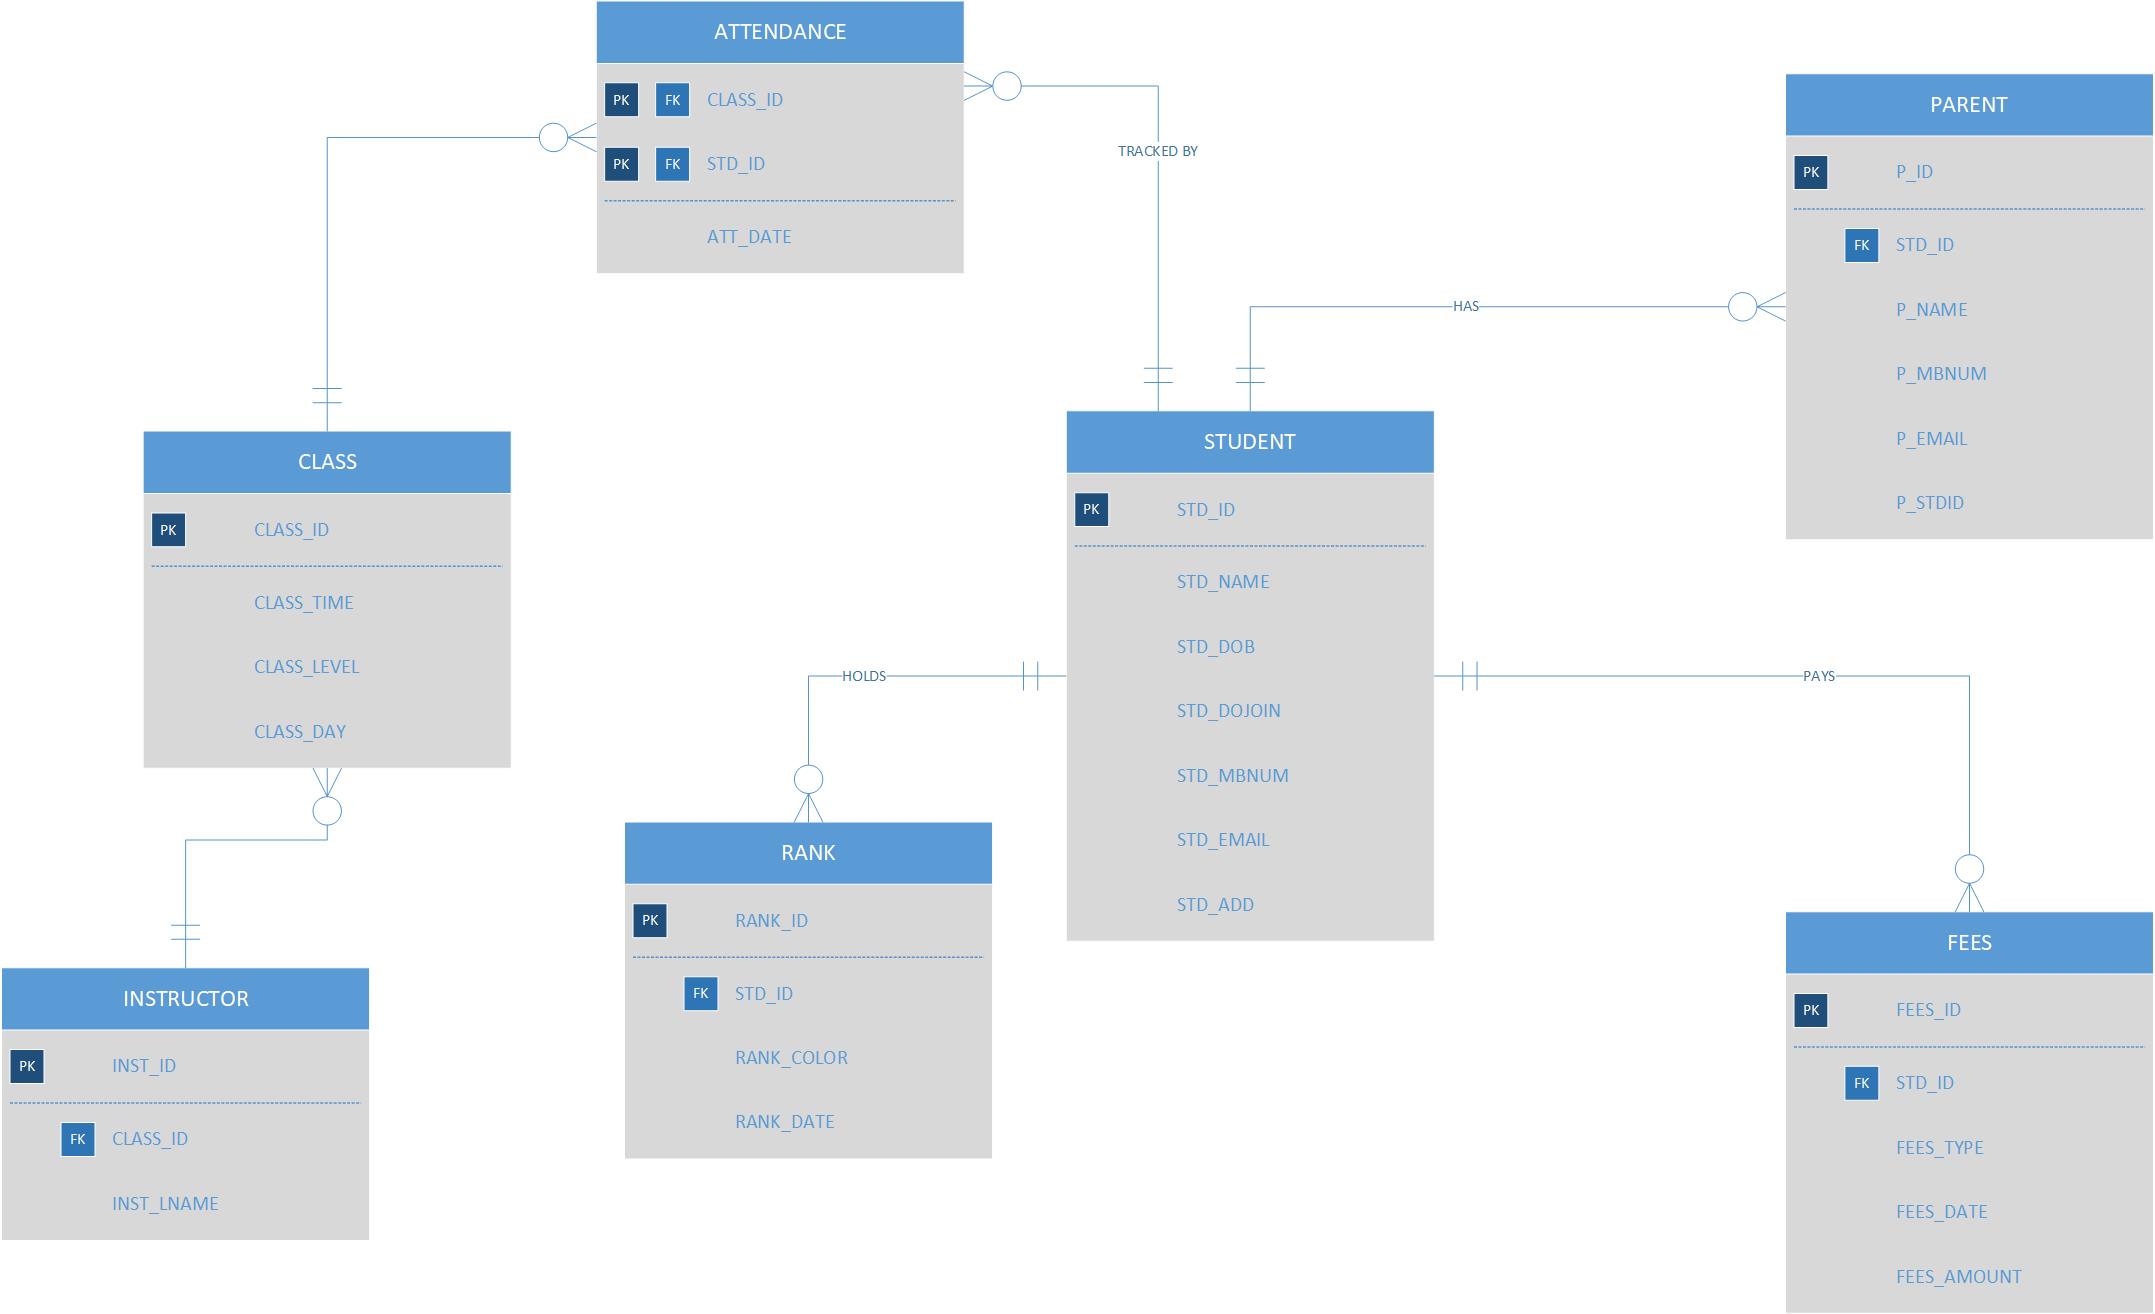 ATTENDANCE
PK FK CLASS_ID
PK FK STD_ID
ATT_DATE
TRACKED BY
PARENT
PK P_ID
FK STD_ID
P_NAME
P_MBNUM
P_EMAIL
P_STDID
HAS
CLASS
PK CLASS_ID
CLASS_TIME
CLASS_LEVEL
CLASS_DAY
STUDENT
PK STD_ID
STD_NAME
STD_DOB
STD_DOJOIN
STD_MBNUM
STD_EMAIL
STD_ADD
HOLDS
PAYS
RANK
PK RANK_ID
FK STD_ID
RANK_COLOR
RANK_DATE
INSTRUCTOR
PK INST_ID
FK CLASS_ID
INST_LNAME
FEES
PK FEES_ID
FK STD_ID
FEES_TYPE
FEES_DATE
FEES_AMOUNT